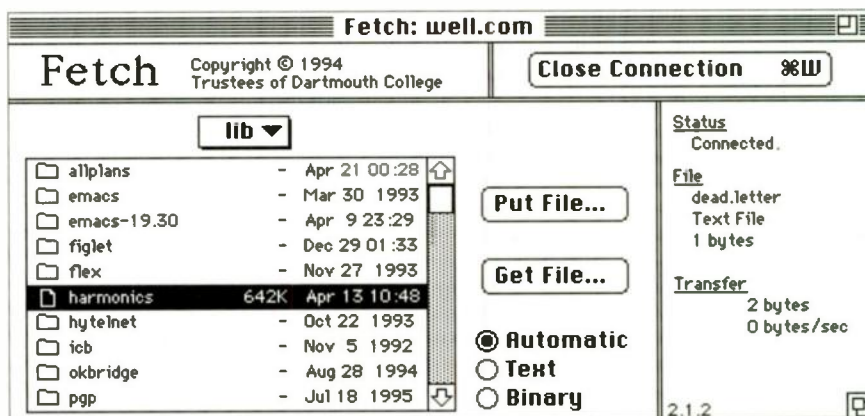 Fetch: well.com
Fetch
Copyright © 1994
Trustees of Dartmouth College
Close Connection ⌘W
lib
allplans - Apr 21 00:28
emacs - Mar 30 1993
emacs-19.30 - Apr 9 23:29
figlet - Dec 29 01:33
flex - Nov 27 1993
harmonics 642K Apr 13 10:48
hytelnet - Oct 22 1993
icb - Nov 5 1992
okbridge - Aug 28 1994
pgp - Jul 18 1995
Put File...
Get File...
Automatic
Text
Binary
Status
Connected.
File
dead.letter
Text File
1 bytes
Transfer
2 bytes
0 bytes/sec
2.1.2